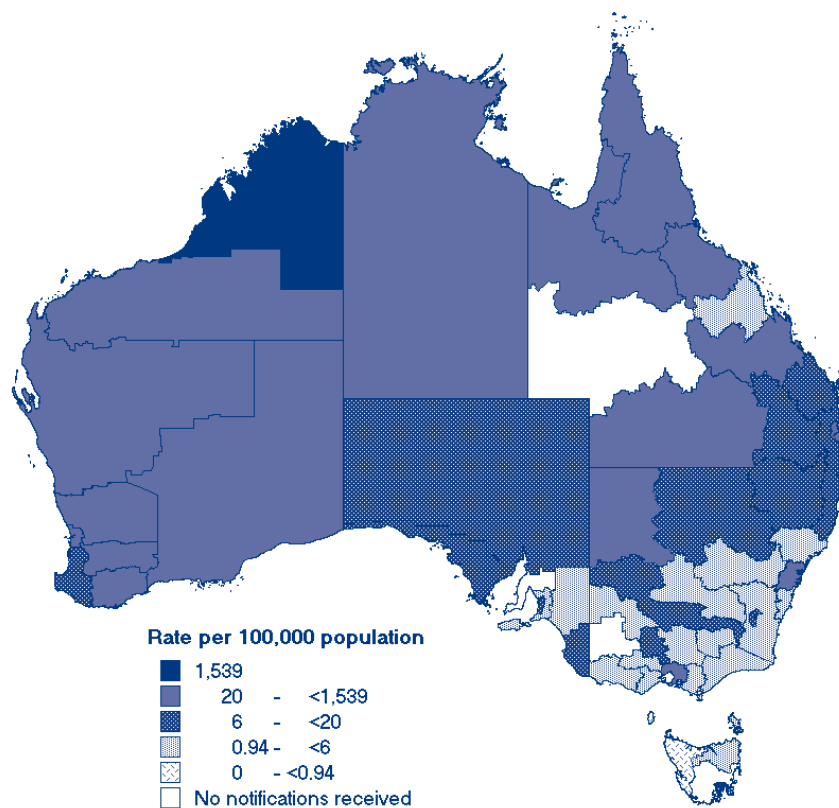 Rate per 100,000 population
1,539
20 - <1,539
6 - <20
0.94 - <6
0 - <0.94
No notifications received